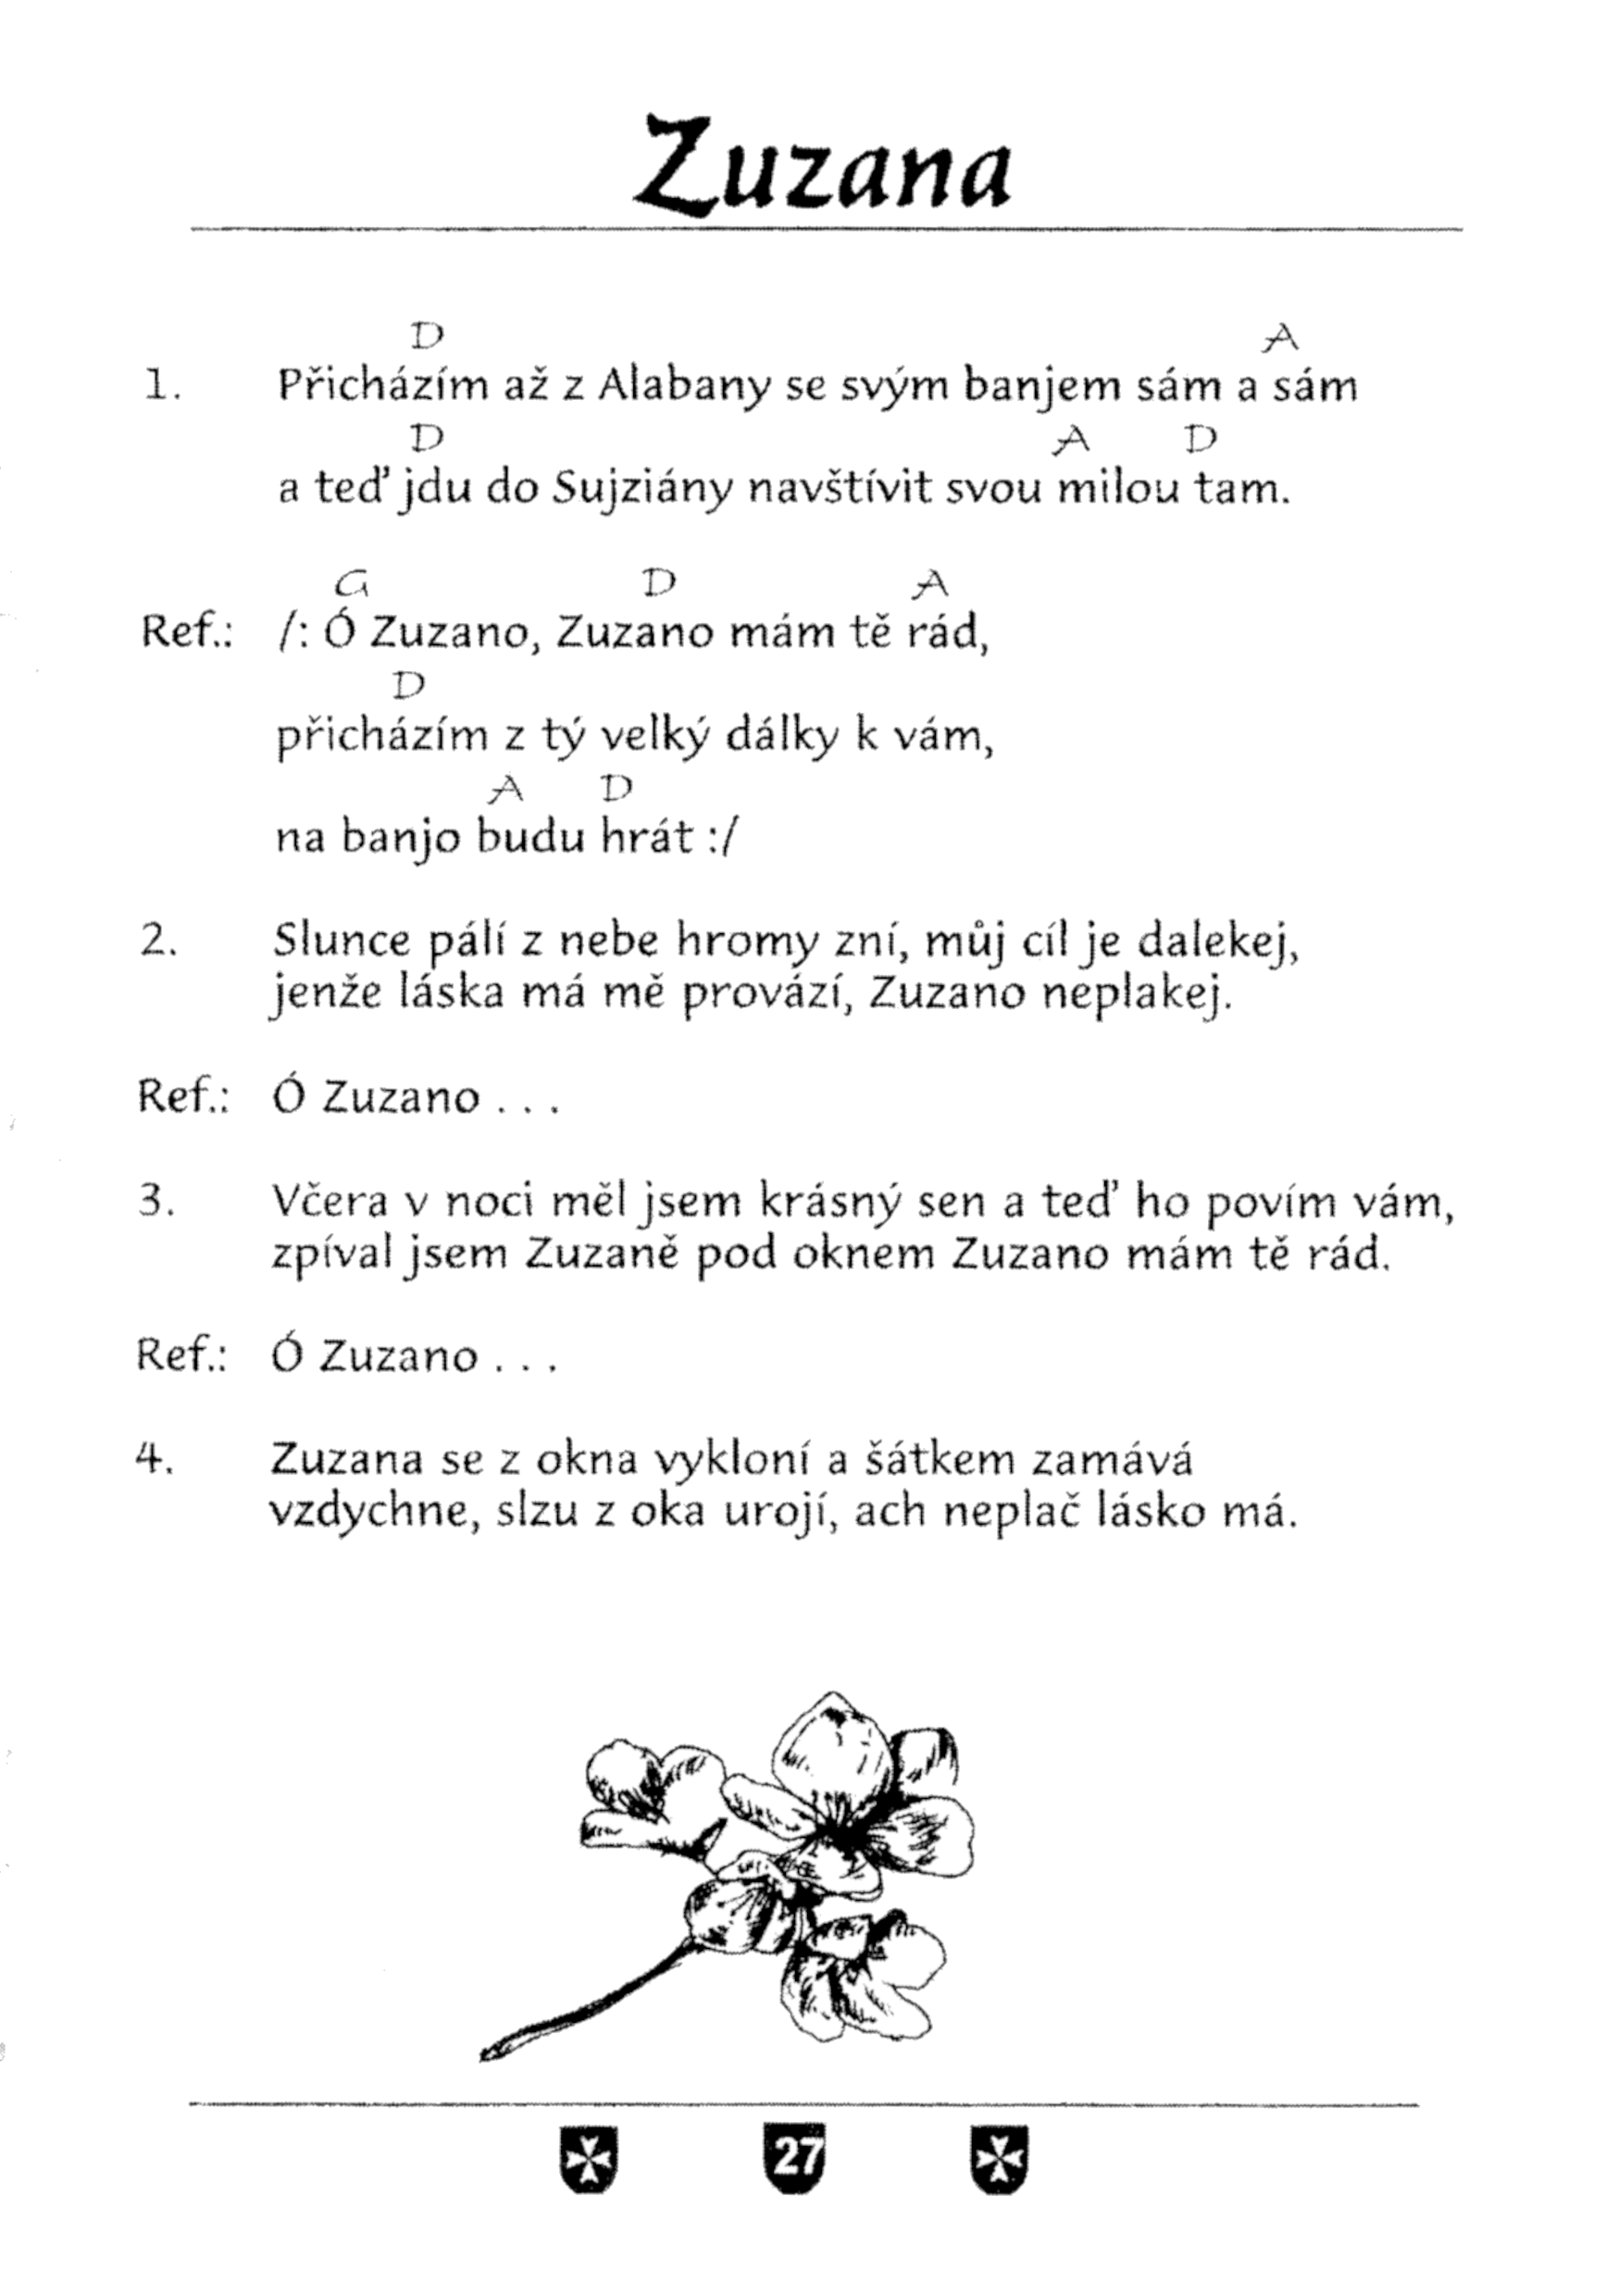 Zuzana
D A
1. Přicházím až z Alabany se svým banjem sám a sám
D A D
a teď jdu do Sujziány navštívit svou milou tam.
G D A
Ref.: /: Ó Zuzano, Zuzano mám tě rád,
D
přicházím z tý velký dálky k vám,
A D
na banjo budu hrát :/
2. Slunce pálí z nebe hromy zní, můj cíl je dalekej,
jenže láska má mě provází, Zuzano neplakej.
Ref.: Ó Zuzano . . .
3. Včera v noci měl jsem krásný sen a teď ho povím vám,
zpíval jsem Zuzaně pod oknem Zuzano mám tě rád.
Ref.: Ó Zuzano . . .
4. Zuzana se z okna vykloní a šátkem zamává
vzdychne, slzu z oka urojí, ach neplač lásko má.
27